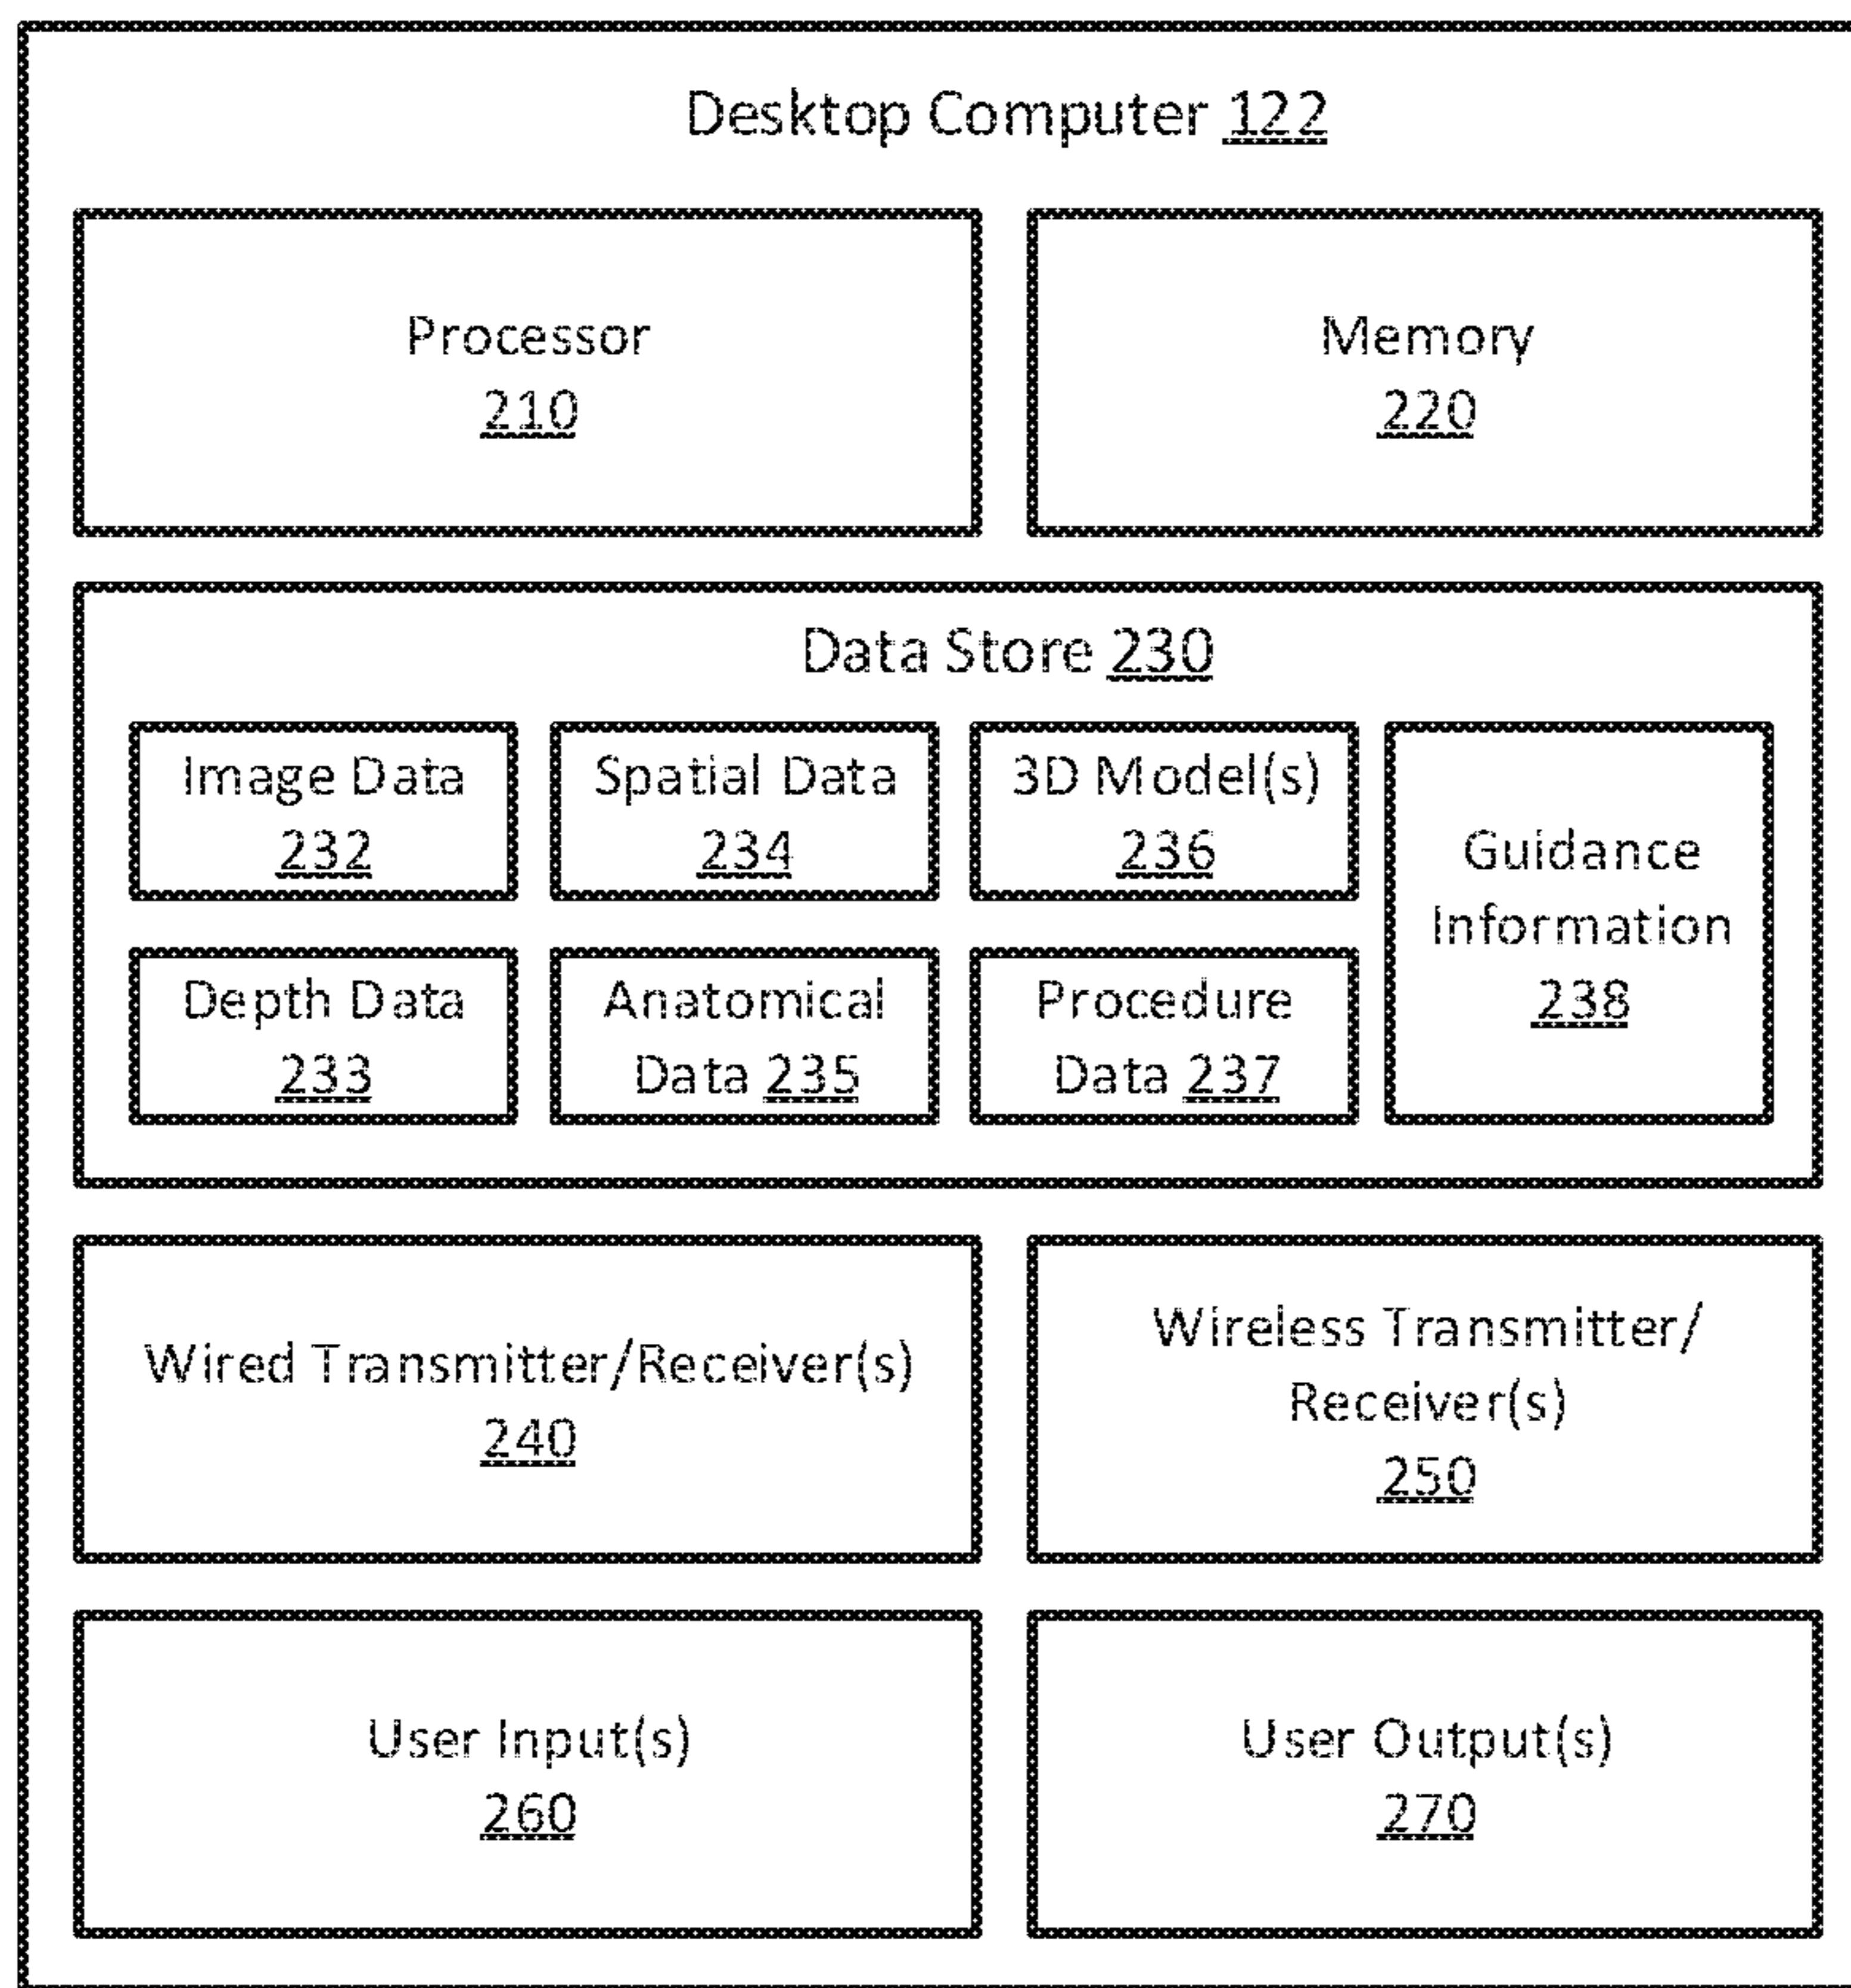 Desktop Computer 122
Processor
210
Memory
220
Data Store 230
Image Data
232
Spatial Data
234
3D Model(s)
236
Guidance
Information
238
Depth Data
233
Anatomical
Data 235
Procedure
Data 237
Wired Transmitter/Receiver(s)
240
Wireless Transmitter/
Receiver(s)
250
User Input(s)
260
User Output(s)
270